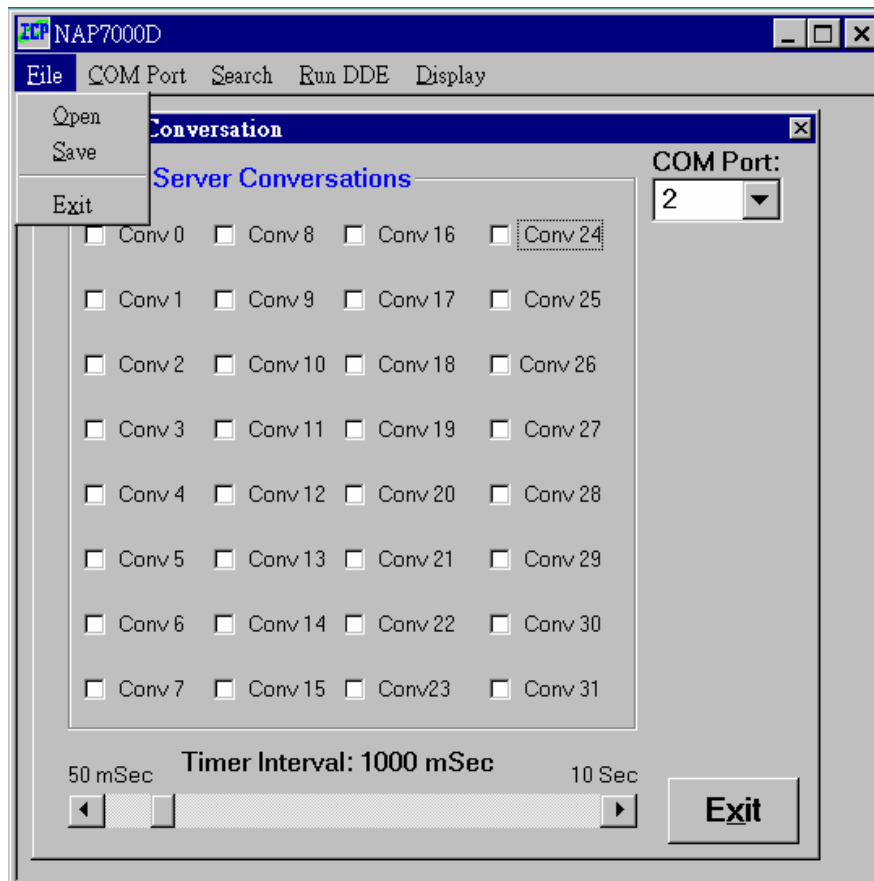 ICP NAP7000D
File COM Port Search Run DDE Display
Open
Save
Exit
Conversation
Server Conversations
COM Port:
2
Conv 0 Conv 8 Conv 16 Conv 24
Conv 1 Conv 9 Conv 17 Conv 25
Conv 2 Conv 10 Conv 18 Conv 26
Conv 3 Conv 11 Conv 19 Conv 27
Conv 4 Conv 12 Conv 20 Conv 28
Conv 5 Conv 13 Conv 21 Conv 29
Conv 6 Conv 14 Conv 22 Conv 30
Conv 7 Conv 15 Conv23 Conv 31
50 mSec Timer Interval: 1000 mSec 10 Sec
Exit